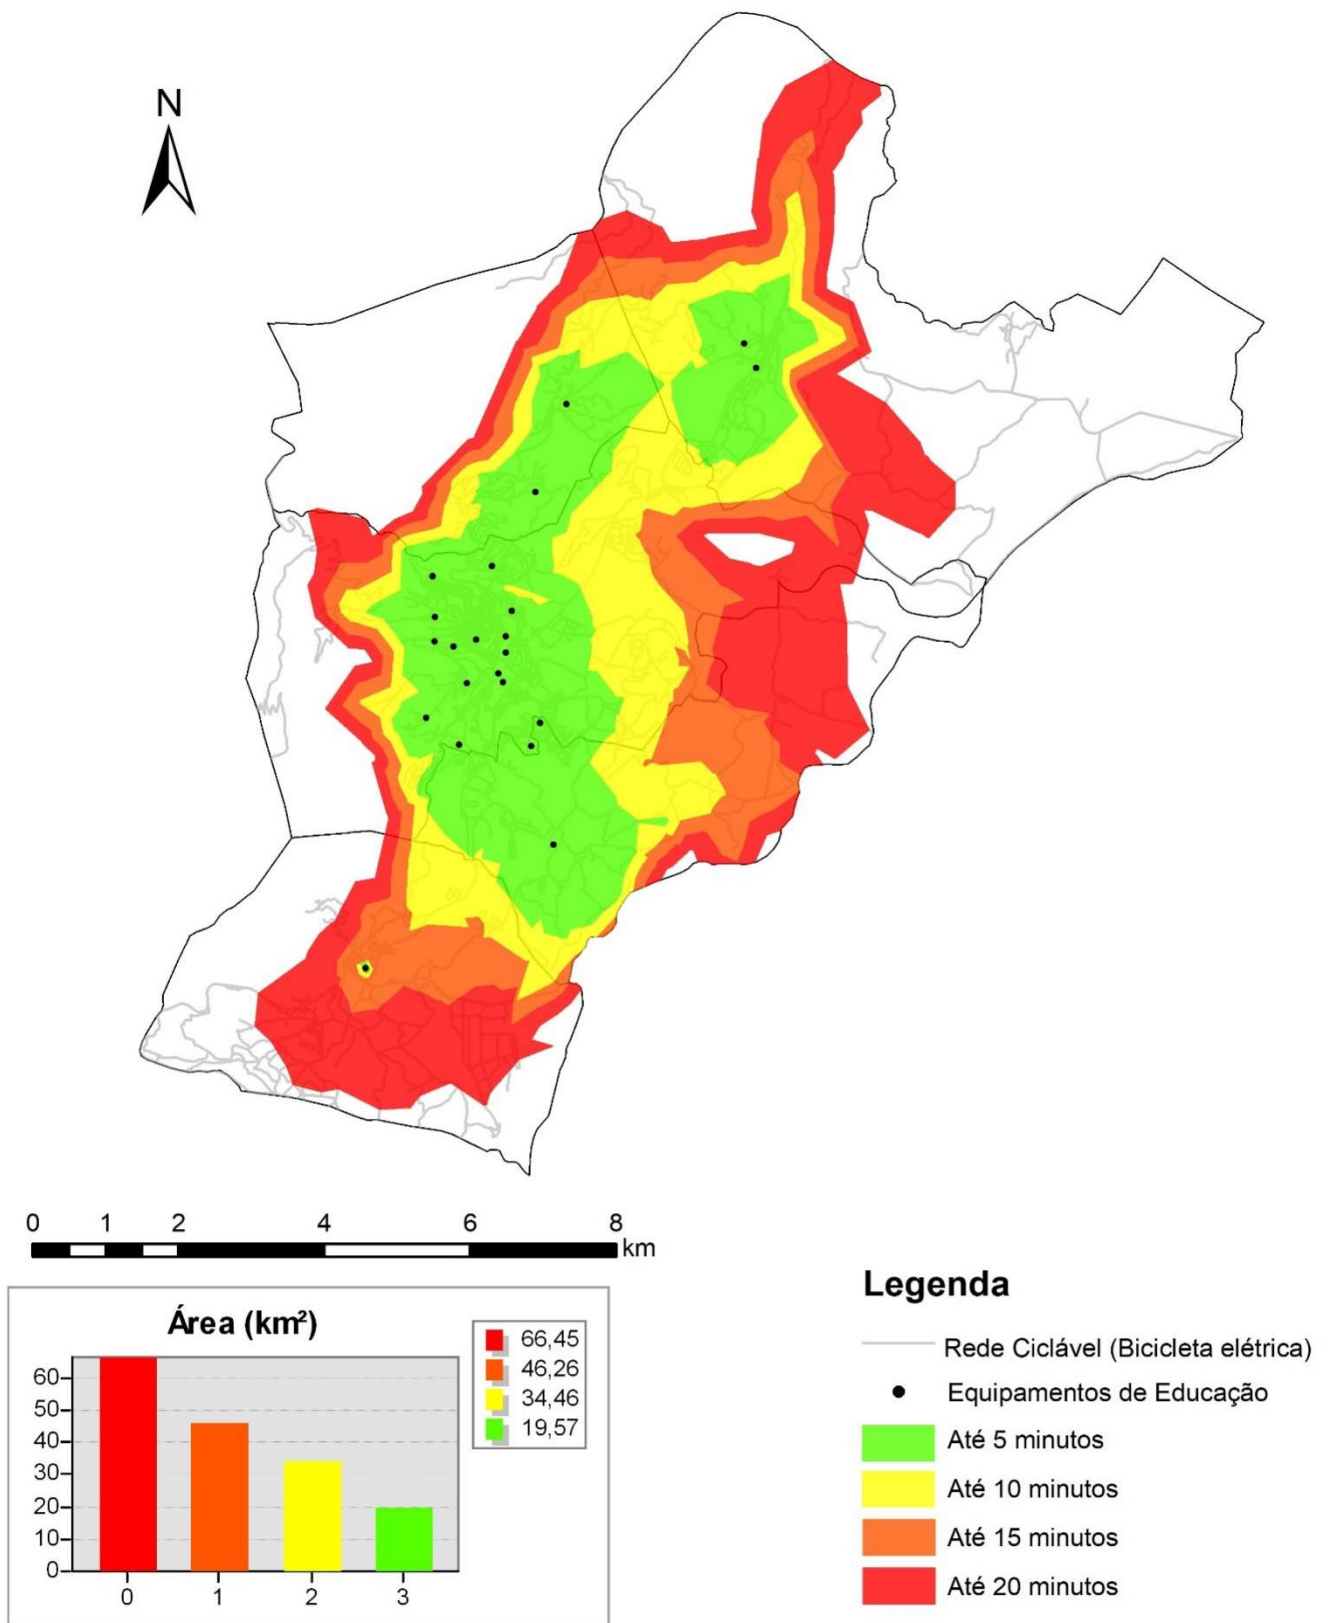 N
0 1 2 4 6 8 km
Área (km²)
66,45
46,26
34,46
19,57
60
50
40
30
20
10
0
0 1 2 3
Legenda
Rede Ciclável (Bicicleta elétrica)
Equipamentos de Educação
Até 5 minutos
Até 10 minutos
Até 15 minutos
Até 20 minutos